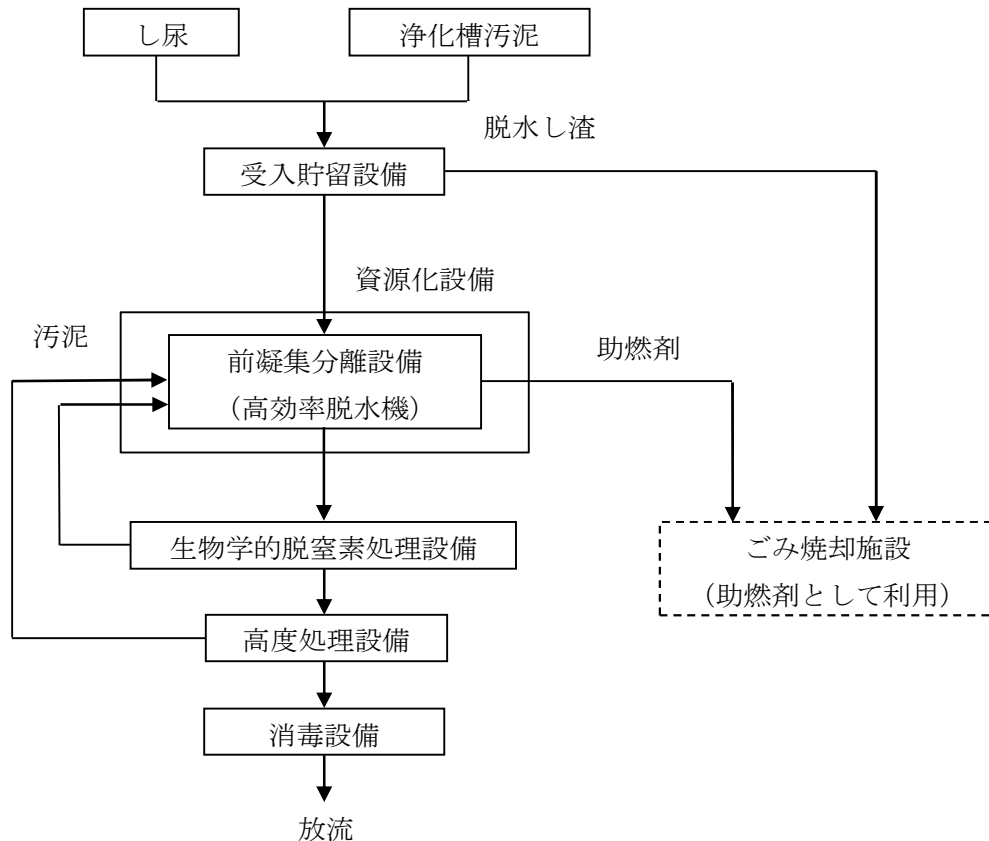 し尿
浄化槽汚泥
脱水し渣
受入貯留設備
資源化設備
汚泥
前凝集分離設備
（高効率脱水機）
助燃剤
生物学的脱窒素処理設備
ごみ焼却施設
（助燃剤として利用）
高度処理設備
消毒設備
放流